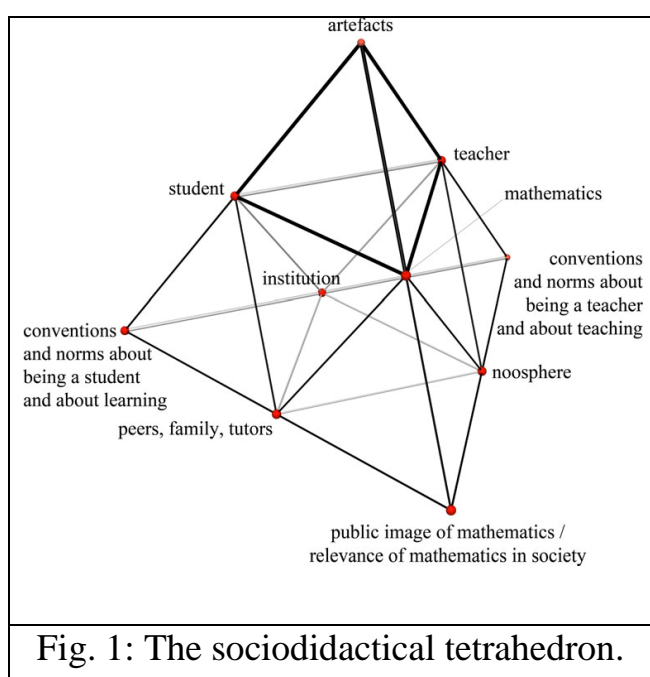 artefacts
teacher
student
mathematics
institution
conventions
and norms about
being a teacher
and about teaching
conventions
and norms about
being a student
and about learning
noosphere
peers, family, tutors
public image of mathematics /
relevance of mathematics in society
Fig. 1: The sociodidactical tetrahedron.